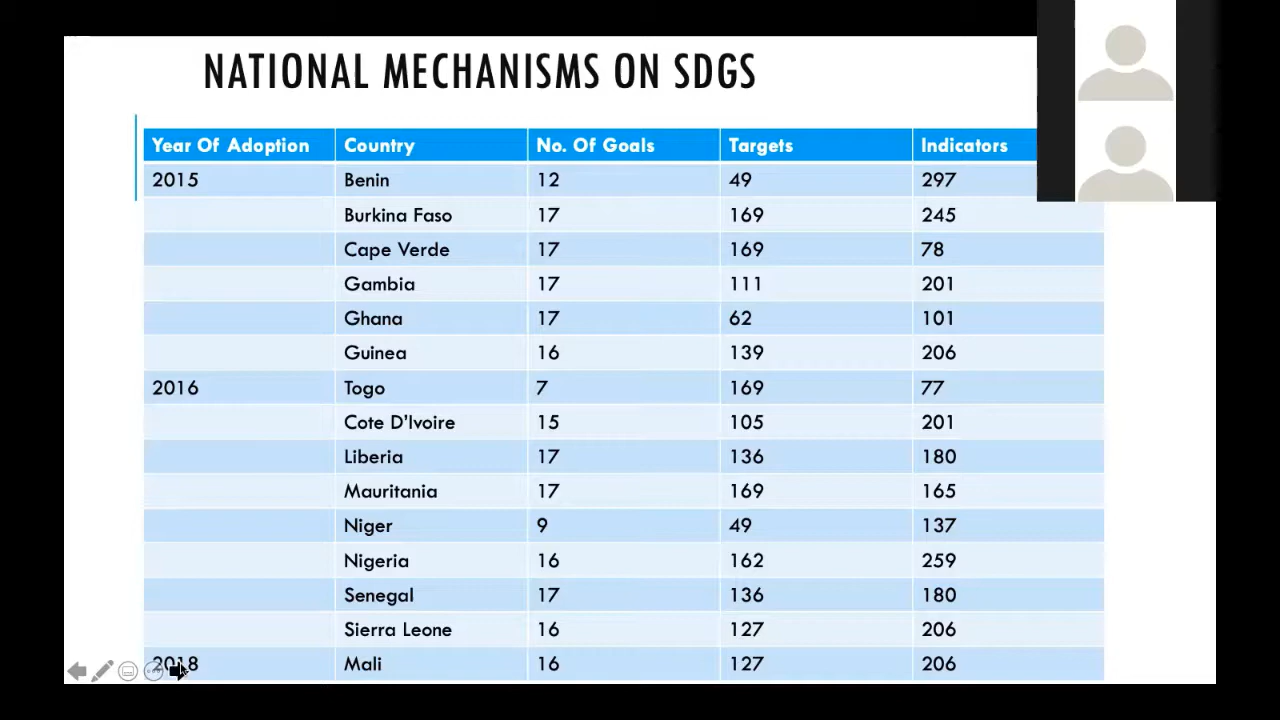 NATIONAL MECHANISMS ON SDGS
Year Of Adoption Country No. Of Goals Targets Indicators
2015 Benin 12 49 297
Burkina Faso 17 169 245
Cape Verde 17 169 78
Gambia 17 111 201
Ghana 17 62 101
Guinea 16 139 206
2016 Togo 7 169 77
Cote D’Ivoire 15 105 201
Liberia 17 136 180
Mauritania 17 169 165
Niger 9 49 137
Nigeria 16 162 259
Senegal 17 136 180
Sierra Leone 16 127 206
2018 Mali 16 127 206